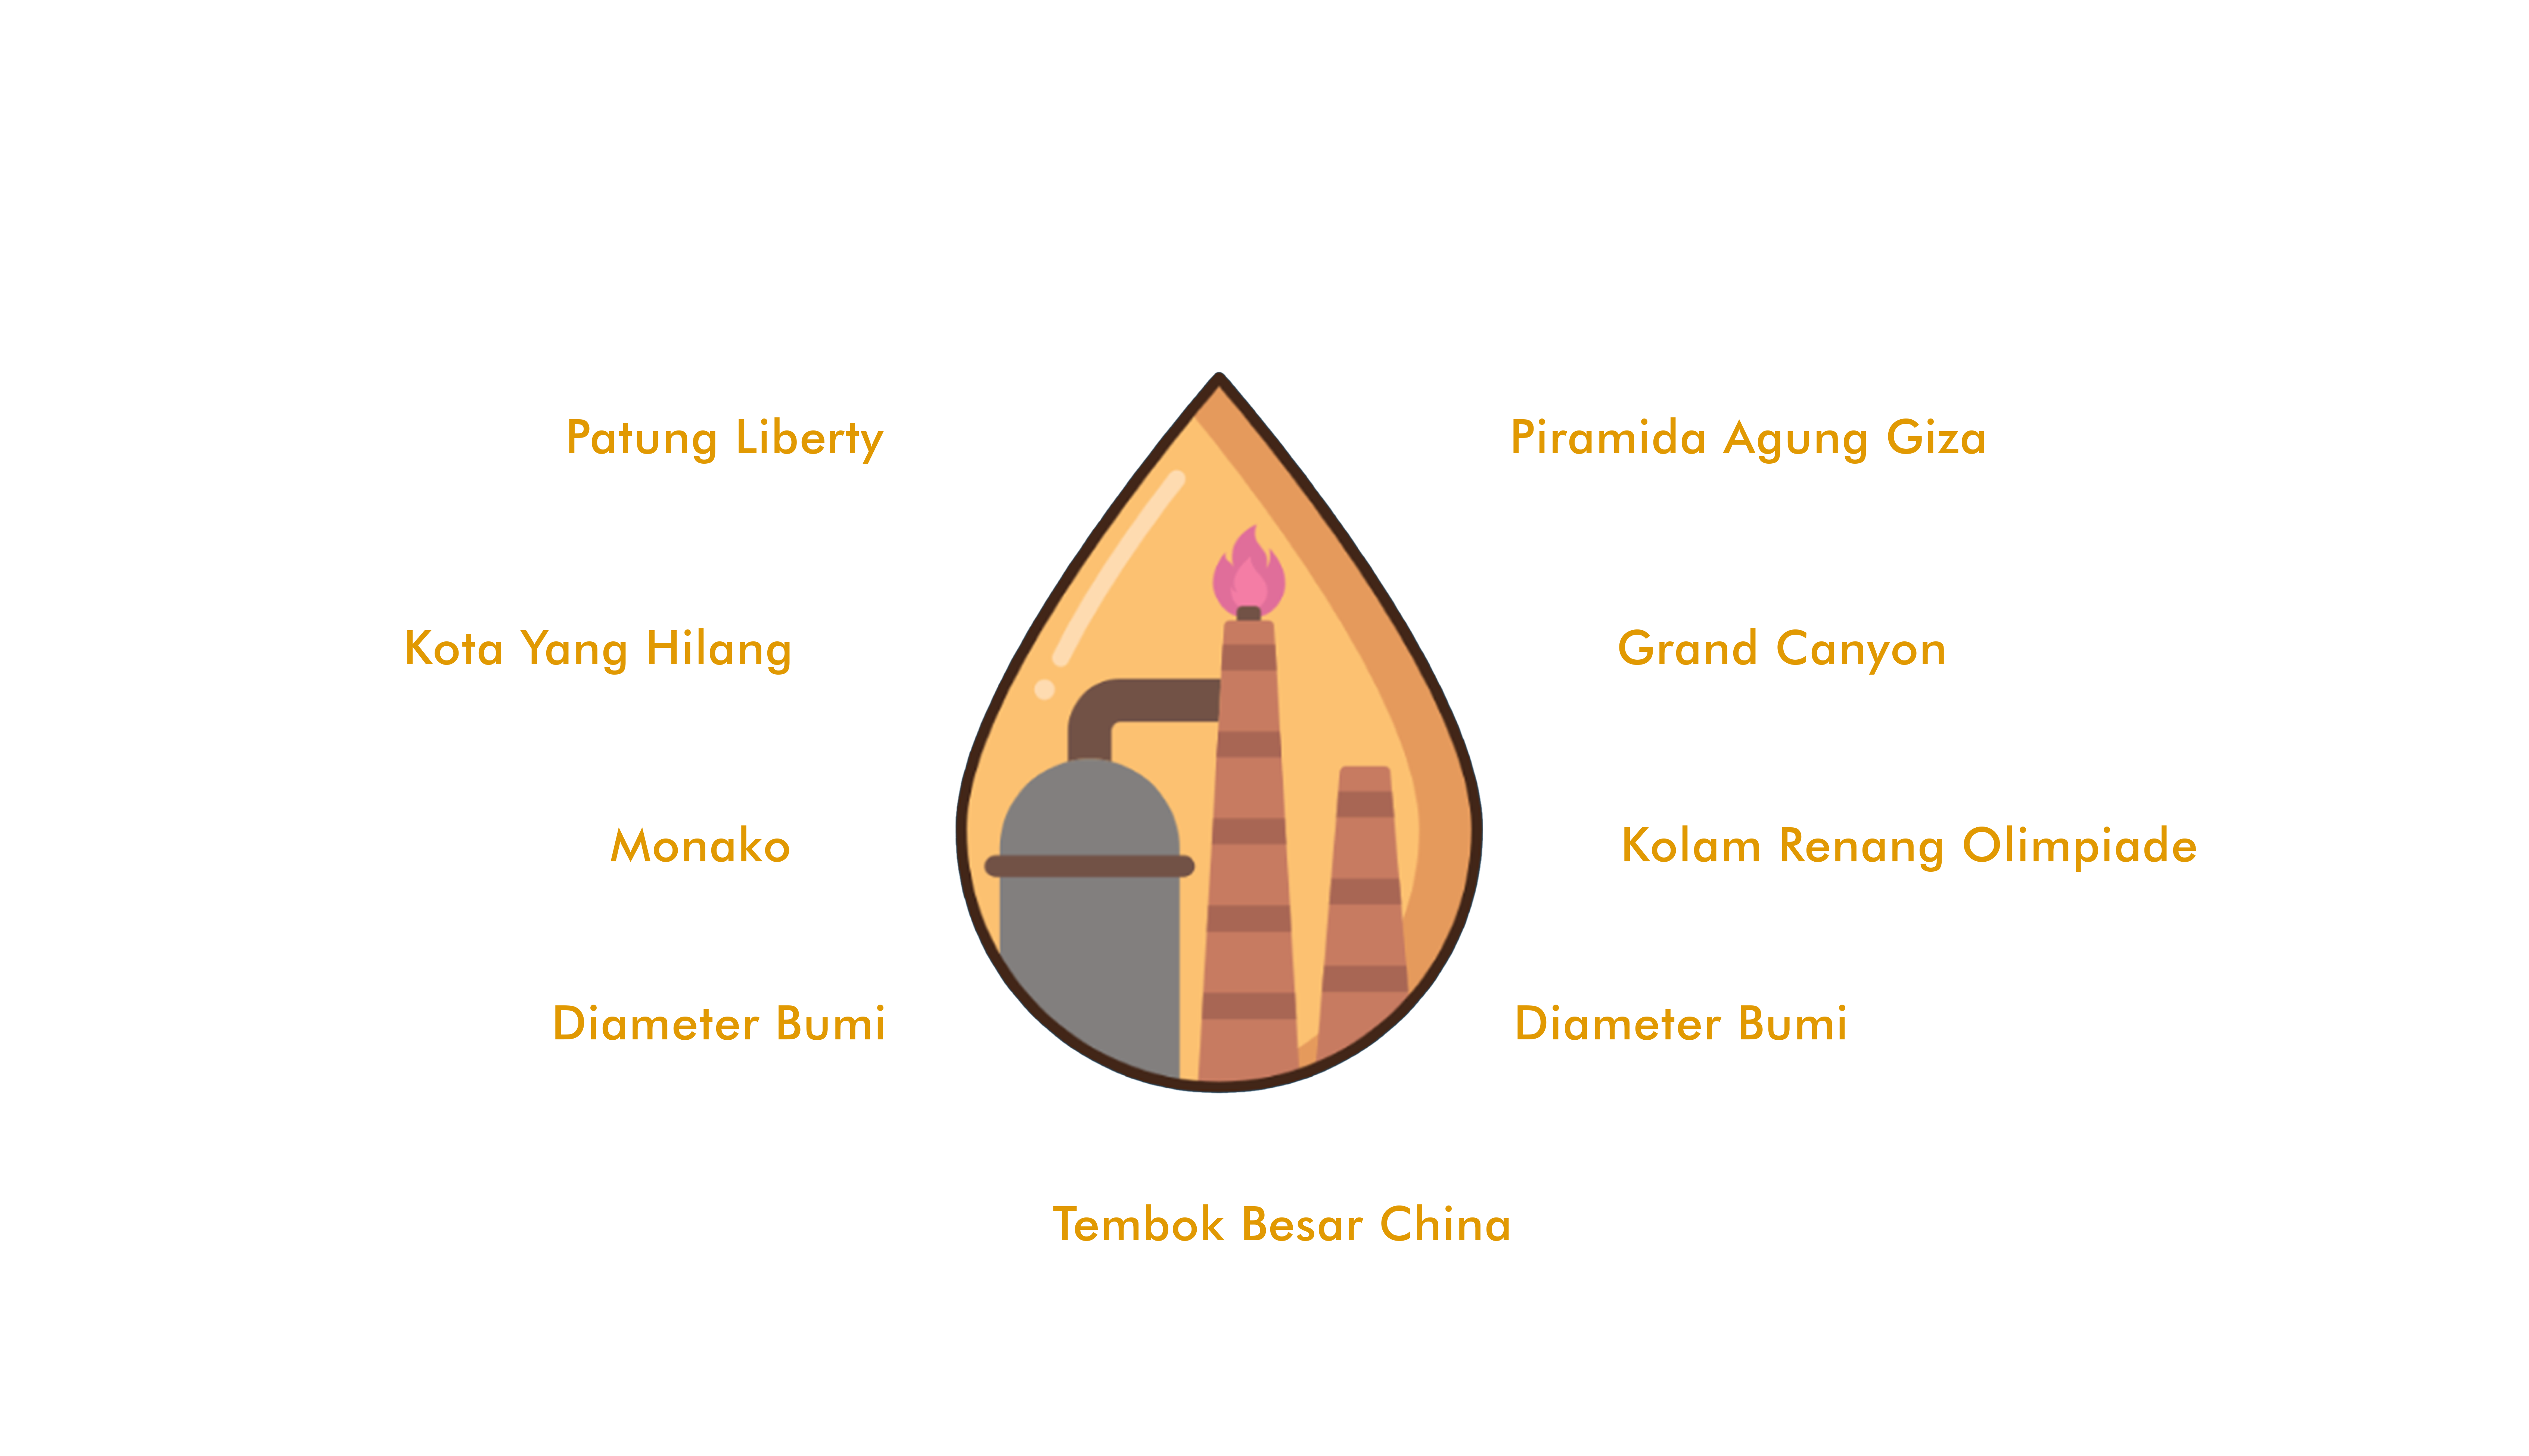 Patung Liberty
Piramida Agung Giza
Kota Yang Hilang
Grand Canyon
Monako
Kolam Renang Olimpiade
Diameter Bumi
Diameter Bumi
Tembok Besar China